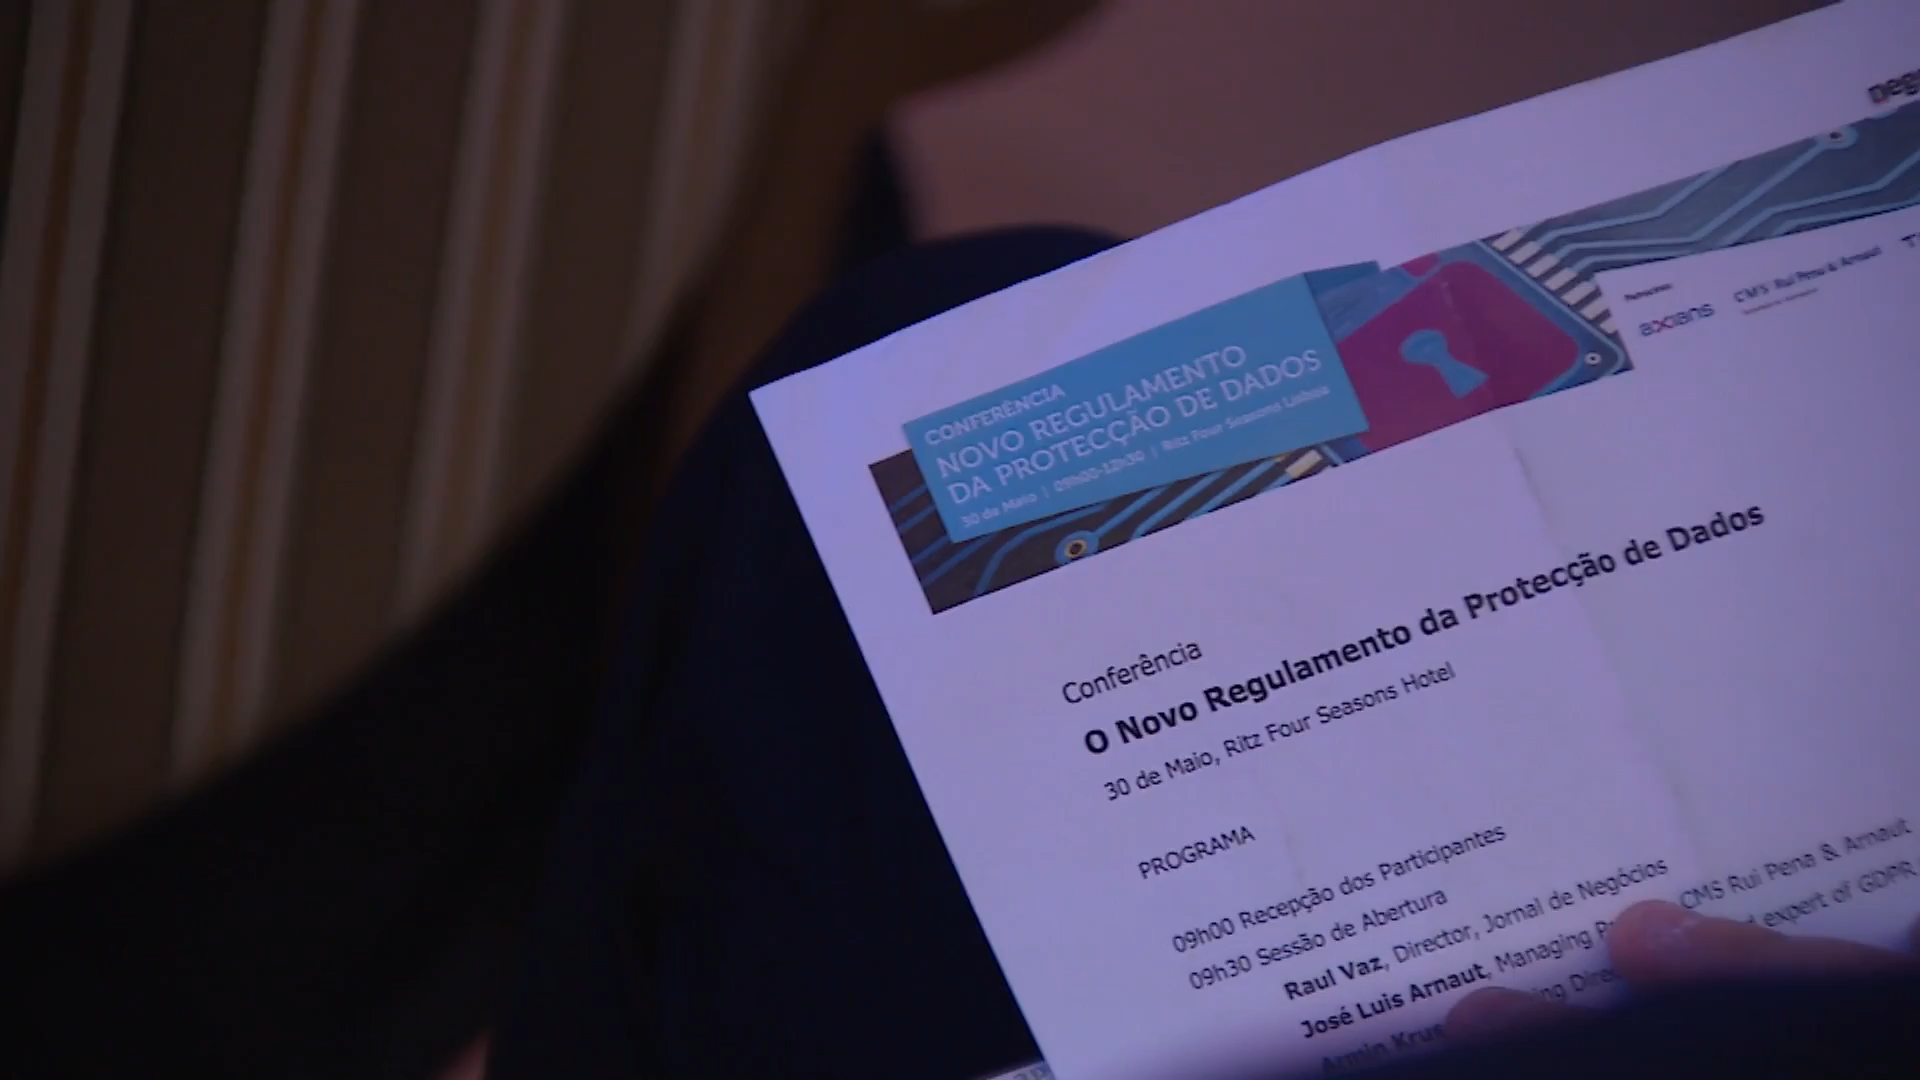 neg
CONFERÊNCIA
NOVO REGULAMENTO
DA PROTECÇÃO DE DADOS
30 de Maio | 09h00-12h30 | Ritz Four Seasons Lisboa
axians
CMS Rui Pena & Arnaut
Conferência
O Novo Regulamento da Protecção de Dados
30 de Maio, Ritz Four Seasons Hotel
PROGRAMA
09h00 Recepção dos Participantes
09h30 Sessão de Abertura
Raul Vaz, Director, Jornal de Negócios
José Luis Arnaut, Managing CMS Rui Pena & Arnaut
Armin expert of GDPR